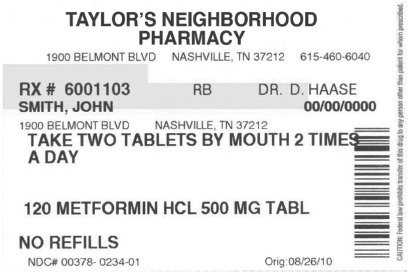 TAYLOR'S NEIGHBORHOOD
PHARMACY
1900 BELMONT BLVD NASHVILLE, TN 37212 615-460-6040
RX # 6001103 RB DR. D. HAASE
SMITH, JOHN 00/00/0000
1900 BELMONT BLVD NASHVILLE, TN 37212
TAKE TWO TABLETS BY MOUTH 2 TIMES
A DAY
120 METFORMIN HCL 500 MG TABL
NO REFILLS
NDC# 00378- 0234-01 Orig:08/26/10
CAUTION: Federal law prohibits transfer of this drug to any person other than patient for whom prescribed.